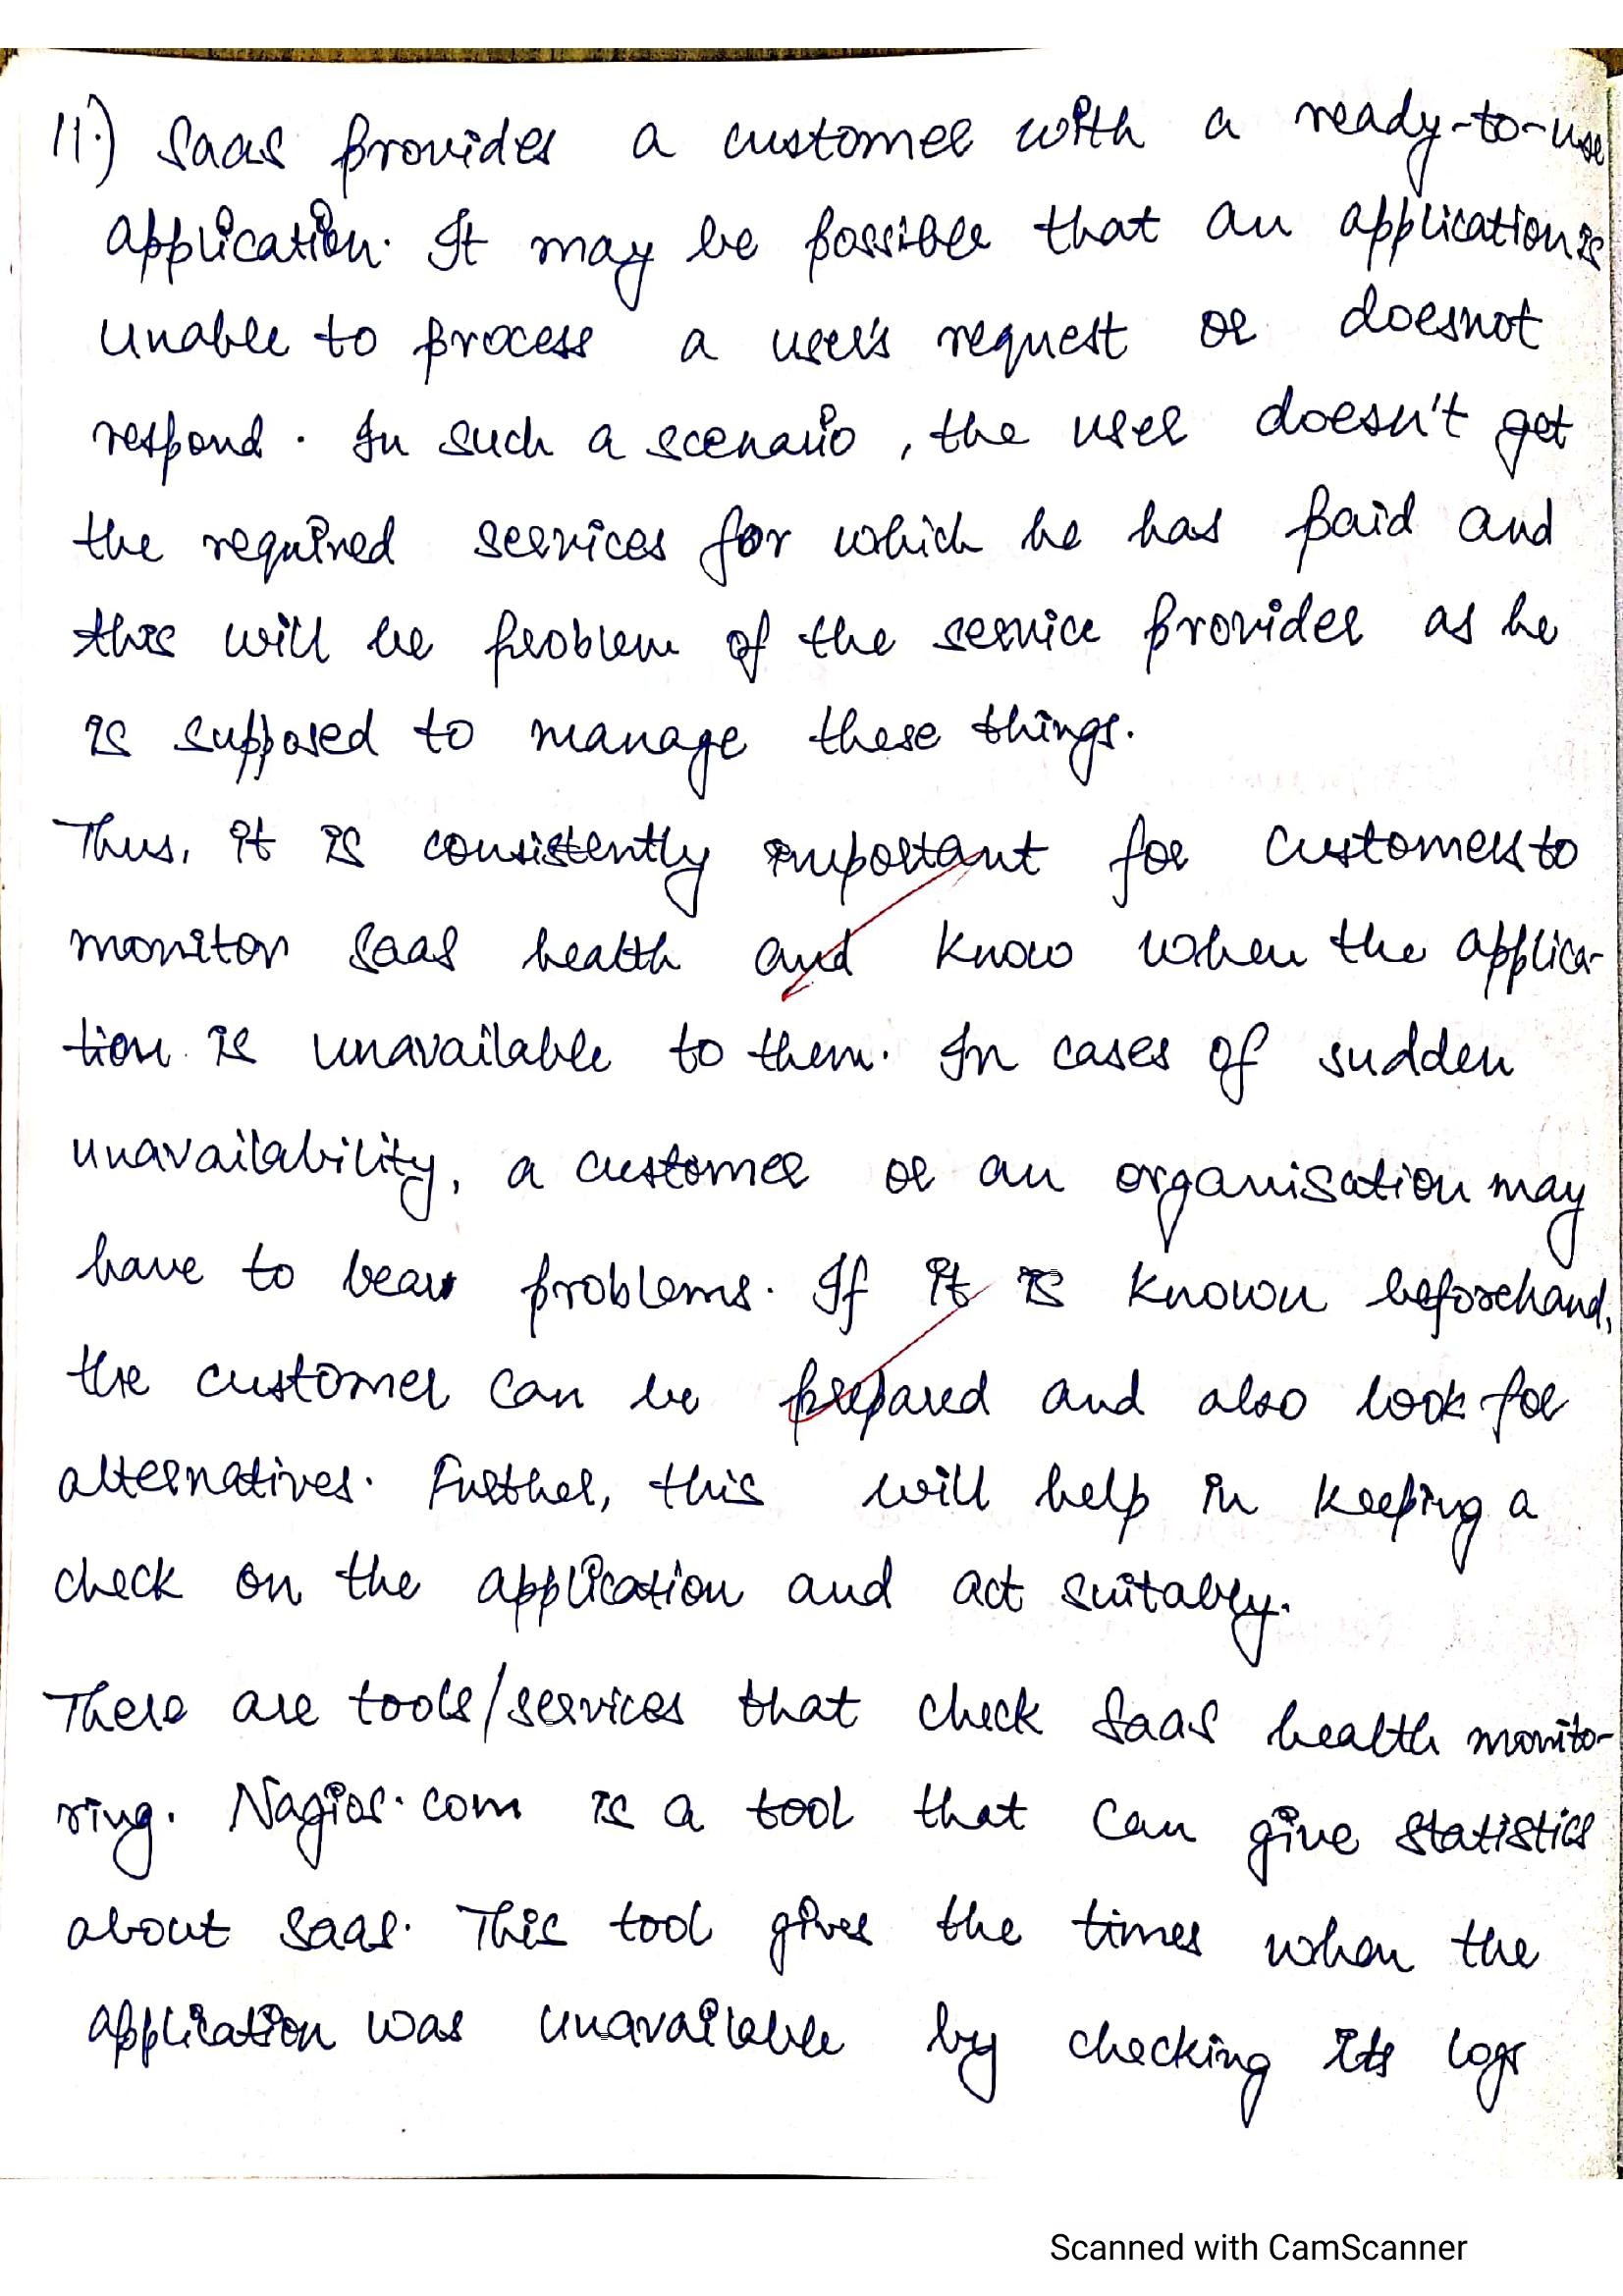 11.) SaaS provides a customer with a ready-to-use
application. It may be possible that an application is
unable to process a user's request or doesnot
respond. In such a scenario, the user doesn't get
the required services for which he has paid and
this will be problem of the service provider as he
is supposed to manage these things.
Thus, it is consistently important for customers to
monitor SaaS health and know when the applica-
tion is unavailable to them. In cases of sudden
unavailability, a customer or an organisation may
have to bear problems. If it is known beforehand,
the customer can be prepared and also look for
alternatives. Further, this will help in keeping a
check on the application and act suitably.
There are tools/services that check SaaS health monito-
ring. Nagios.com is a tool that can give statistics
about SaaS. This tool gives the times when the
application was unavailable by checking its logs
Scanned with CamScanner